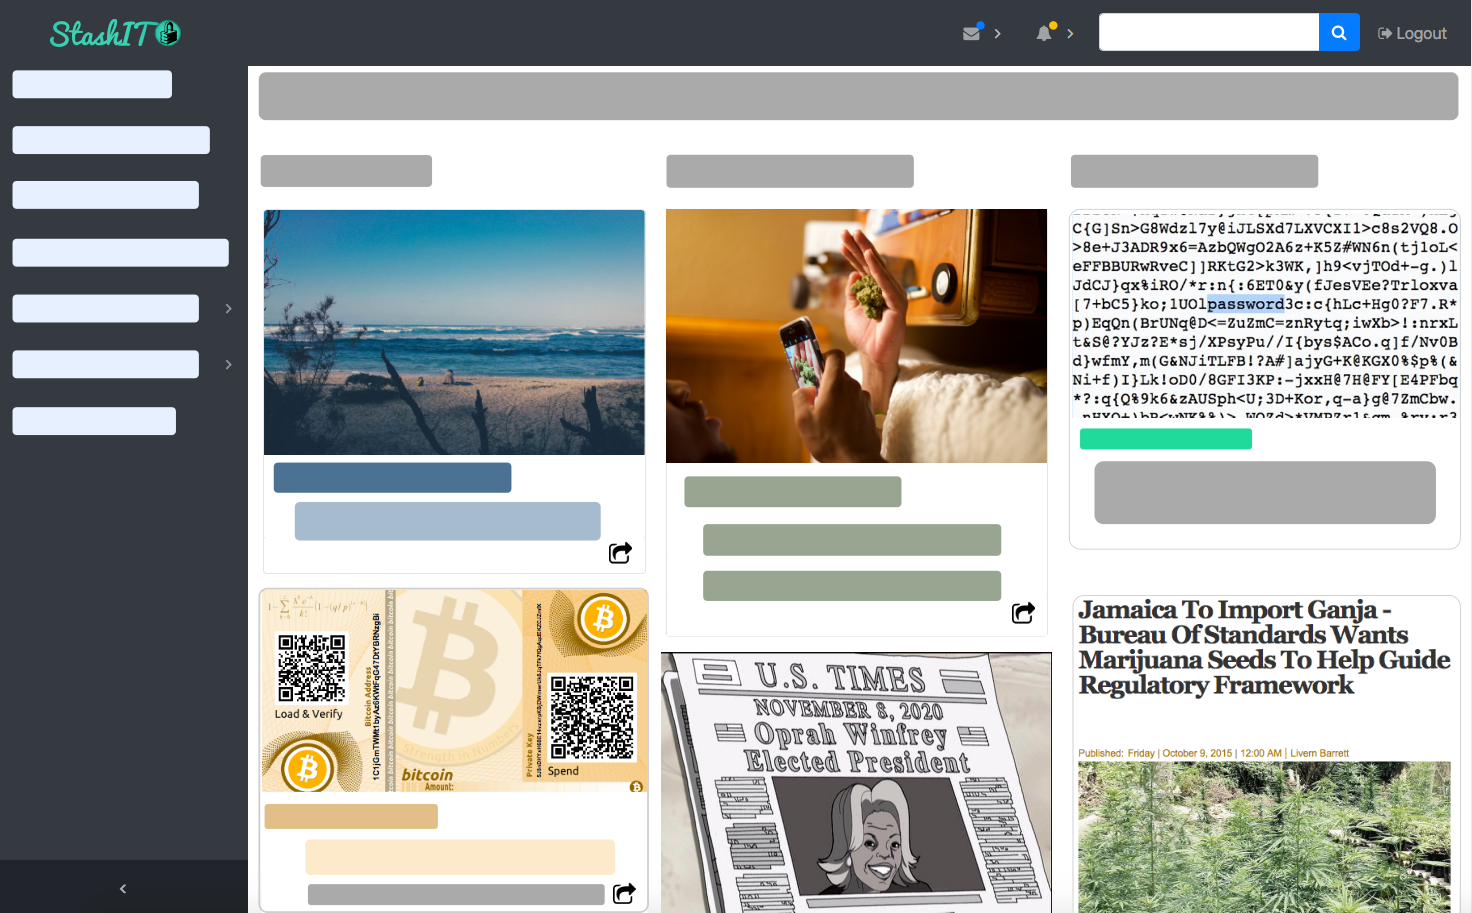 StashIT
Logout
C{G]Sn>G8Wdzl7y@iJLSXd7LXVCXI1>c8s2VQ8.O
>8e+J3ADR9x6=AzbQWgO2A6z+K5Z#WN6n(tjloL<
eFFBBURwRveC]]RKtG2>k3WK,]h9<vjTOd+-g.)l
JdCJ}qx%iRO/*r:n{:6ET0&y(fJesVEe?Trloxva
[7+bC5}ko;lUOlpassword3c:c{hLc+Hq0?F7.R*
p)EqQn(BrUNq@D<=ZuZmC=znRytq;iwXb>!:nrxL
t&S@?YJz?E*sj/XPsyPu//I{bys$ACo.q]f/Nv0B
d}wfmY,m(G&NJiTLFB!?A#]ajyG+K@KGX0%$p%(&
Ni+f)I}Lk!oD0/8GFI3KP:-jxxH@7H@FY[E4PFbq
*?:q{Q%9k6&zAUSph<U;3D+Kor,q-a}g@7ZmCbw.
Load & Verify
Bitcoin Address
bitcoin
Amount:
Strength in Numbers
Private Key
Spend
U.S. TIMES
NOVEMBER 8, 2020
Oprah Winfrey
Elected President
Jamaica To Import Ganja -
Bureau Of Standards Wants
Marijuana Seeds To Help Guide
Regulatory Framework
Published: Friday | October 9, 2015 | 12:00 AM | Livern Barrett